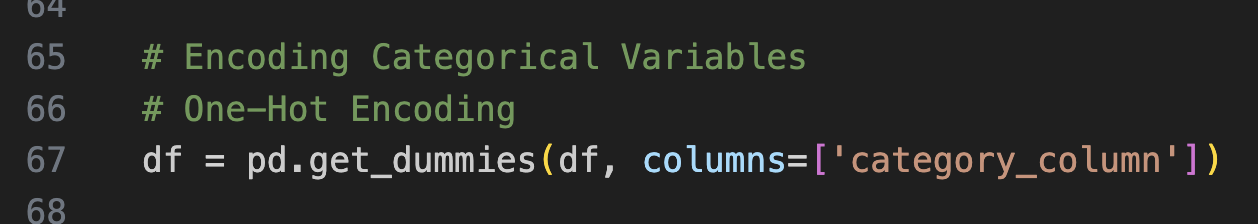 64
65 # Encoding Categorical Variables
66 # One-Hot Encoding
67 df = pd.get_dummies(df, columns=['category_column'])
68